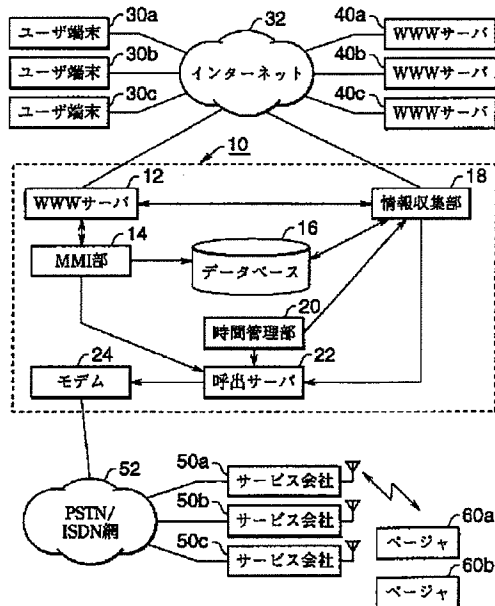 30a
ユーザ端末
30b
ユーザ端末
30c
ユーザ端末
32
インターネット
40a
WWWサーバ
40b
WWWサーバ
40c
WWWサーバ
10
12
WWWサーバ
18
情報収集部
14
MMI部
16
データベース
20
時間管理部
24
モデム
22
呼出サーバ
52
PSTN/
ISDN網
50a
サービス会社
50b
サービス会社
50c
サービス会社
60a
ページャ
60b
ページャ